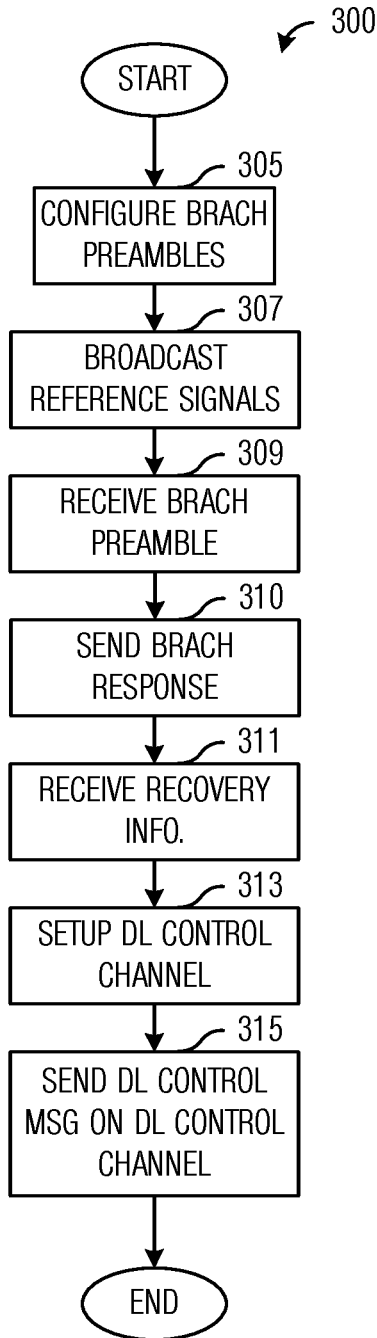 300
START
305
CONFIGURE BRACH
PREAMBLES
307
BROADCAST
REFERENCE SIGNALS
309
RECEIVE BRACH
PREAMBLE
310
SEND BRACH
RESPONSE
311
RECEIVE RECOVERY
INFO.
313
SETUP DL CONTROL
CHANNEL
315
SEND DL CONTROL
MSG ON DL CONTROL
CHANNEL
END